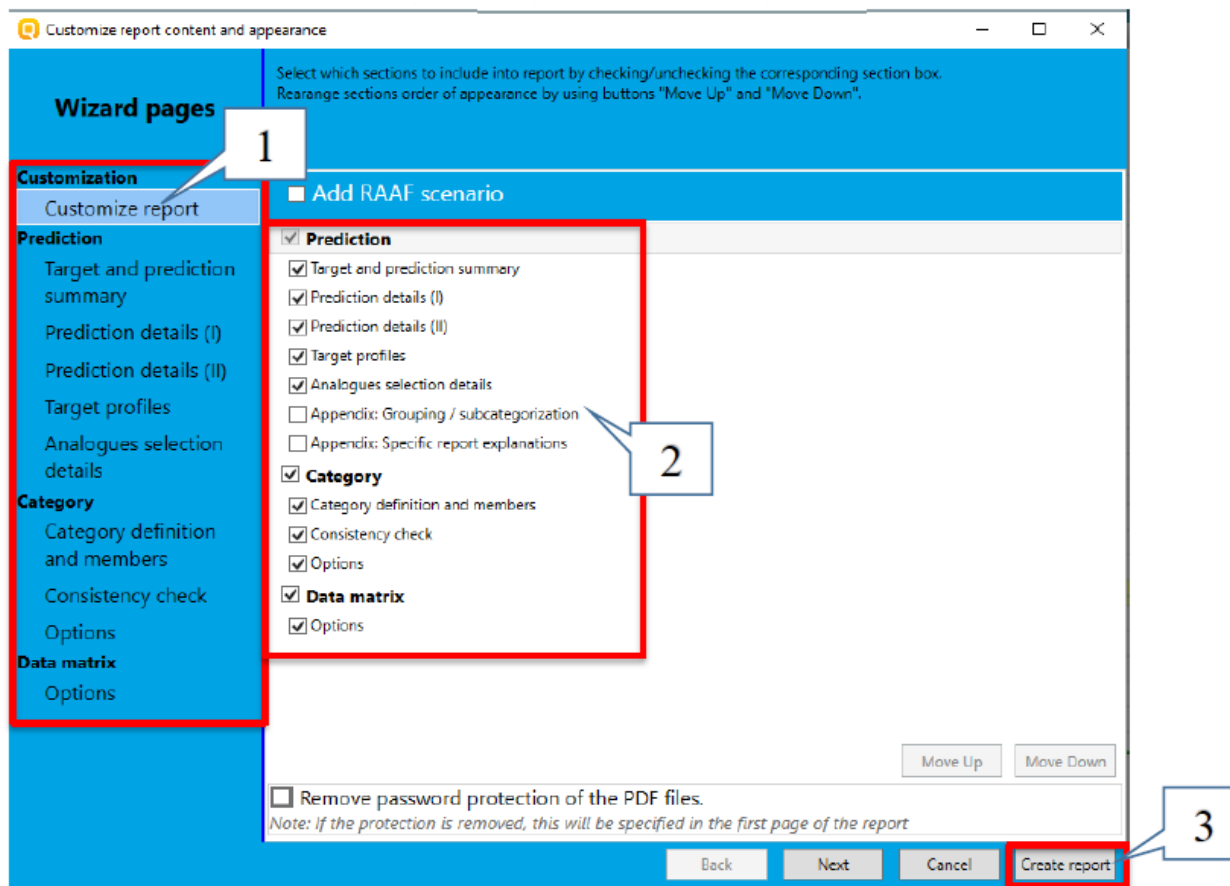 Customize report content and appearance
Select which sections to include into report by checking/unchecking the corresponding section box.
Rearange sections order of appearance by using buttons "Move Up" and "Move Down".
Wizard pages
1
Customization
Customize report
Prediction
Target and prediction
summary
Prediction details (I)
Prediction details (II)
Target profiles
Analogues selection
details
Category
Category definition
and members
Consistency check
Options
Data matrix
Options
Add RAAF scenario
Prediction
Target and prediction summary
Prediction details (I)
Prediction details (II)
Target profiles
Analogues selection details
Appendix: Grouping / subcategorization
Appendix: Specific report explanations
2
Category
Category definition and members
Consistency check
Options
Data matrix
Options
Move Up
Move Down
Remove password protection of the PDF files.
Note: If the protection is removed, this will be specified in the first page of the report
3
Back
Next
Cancel
Create report